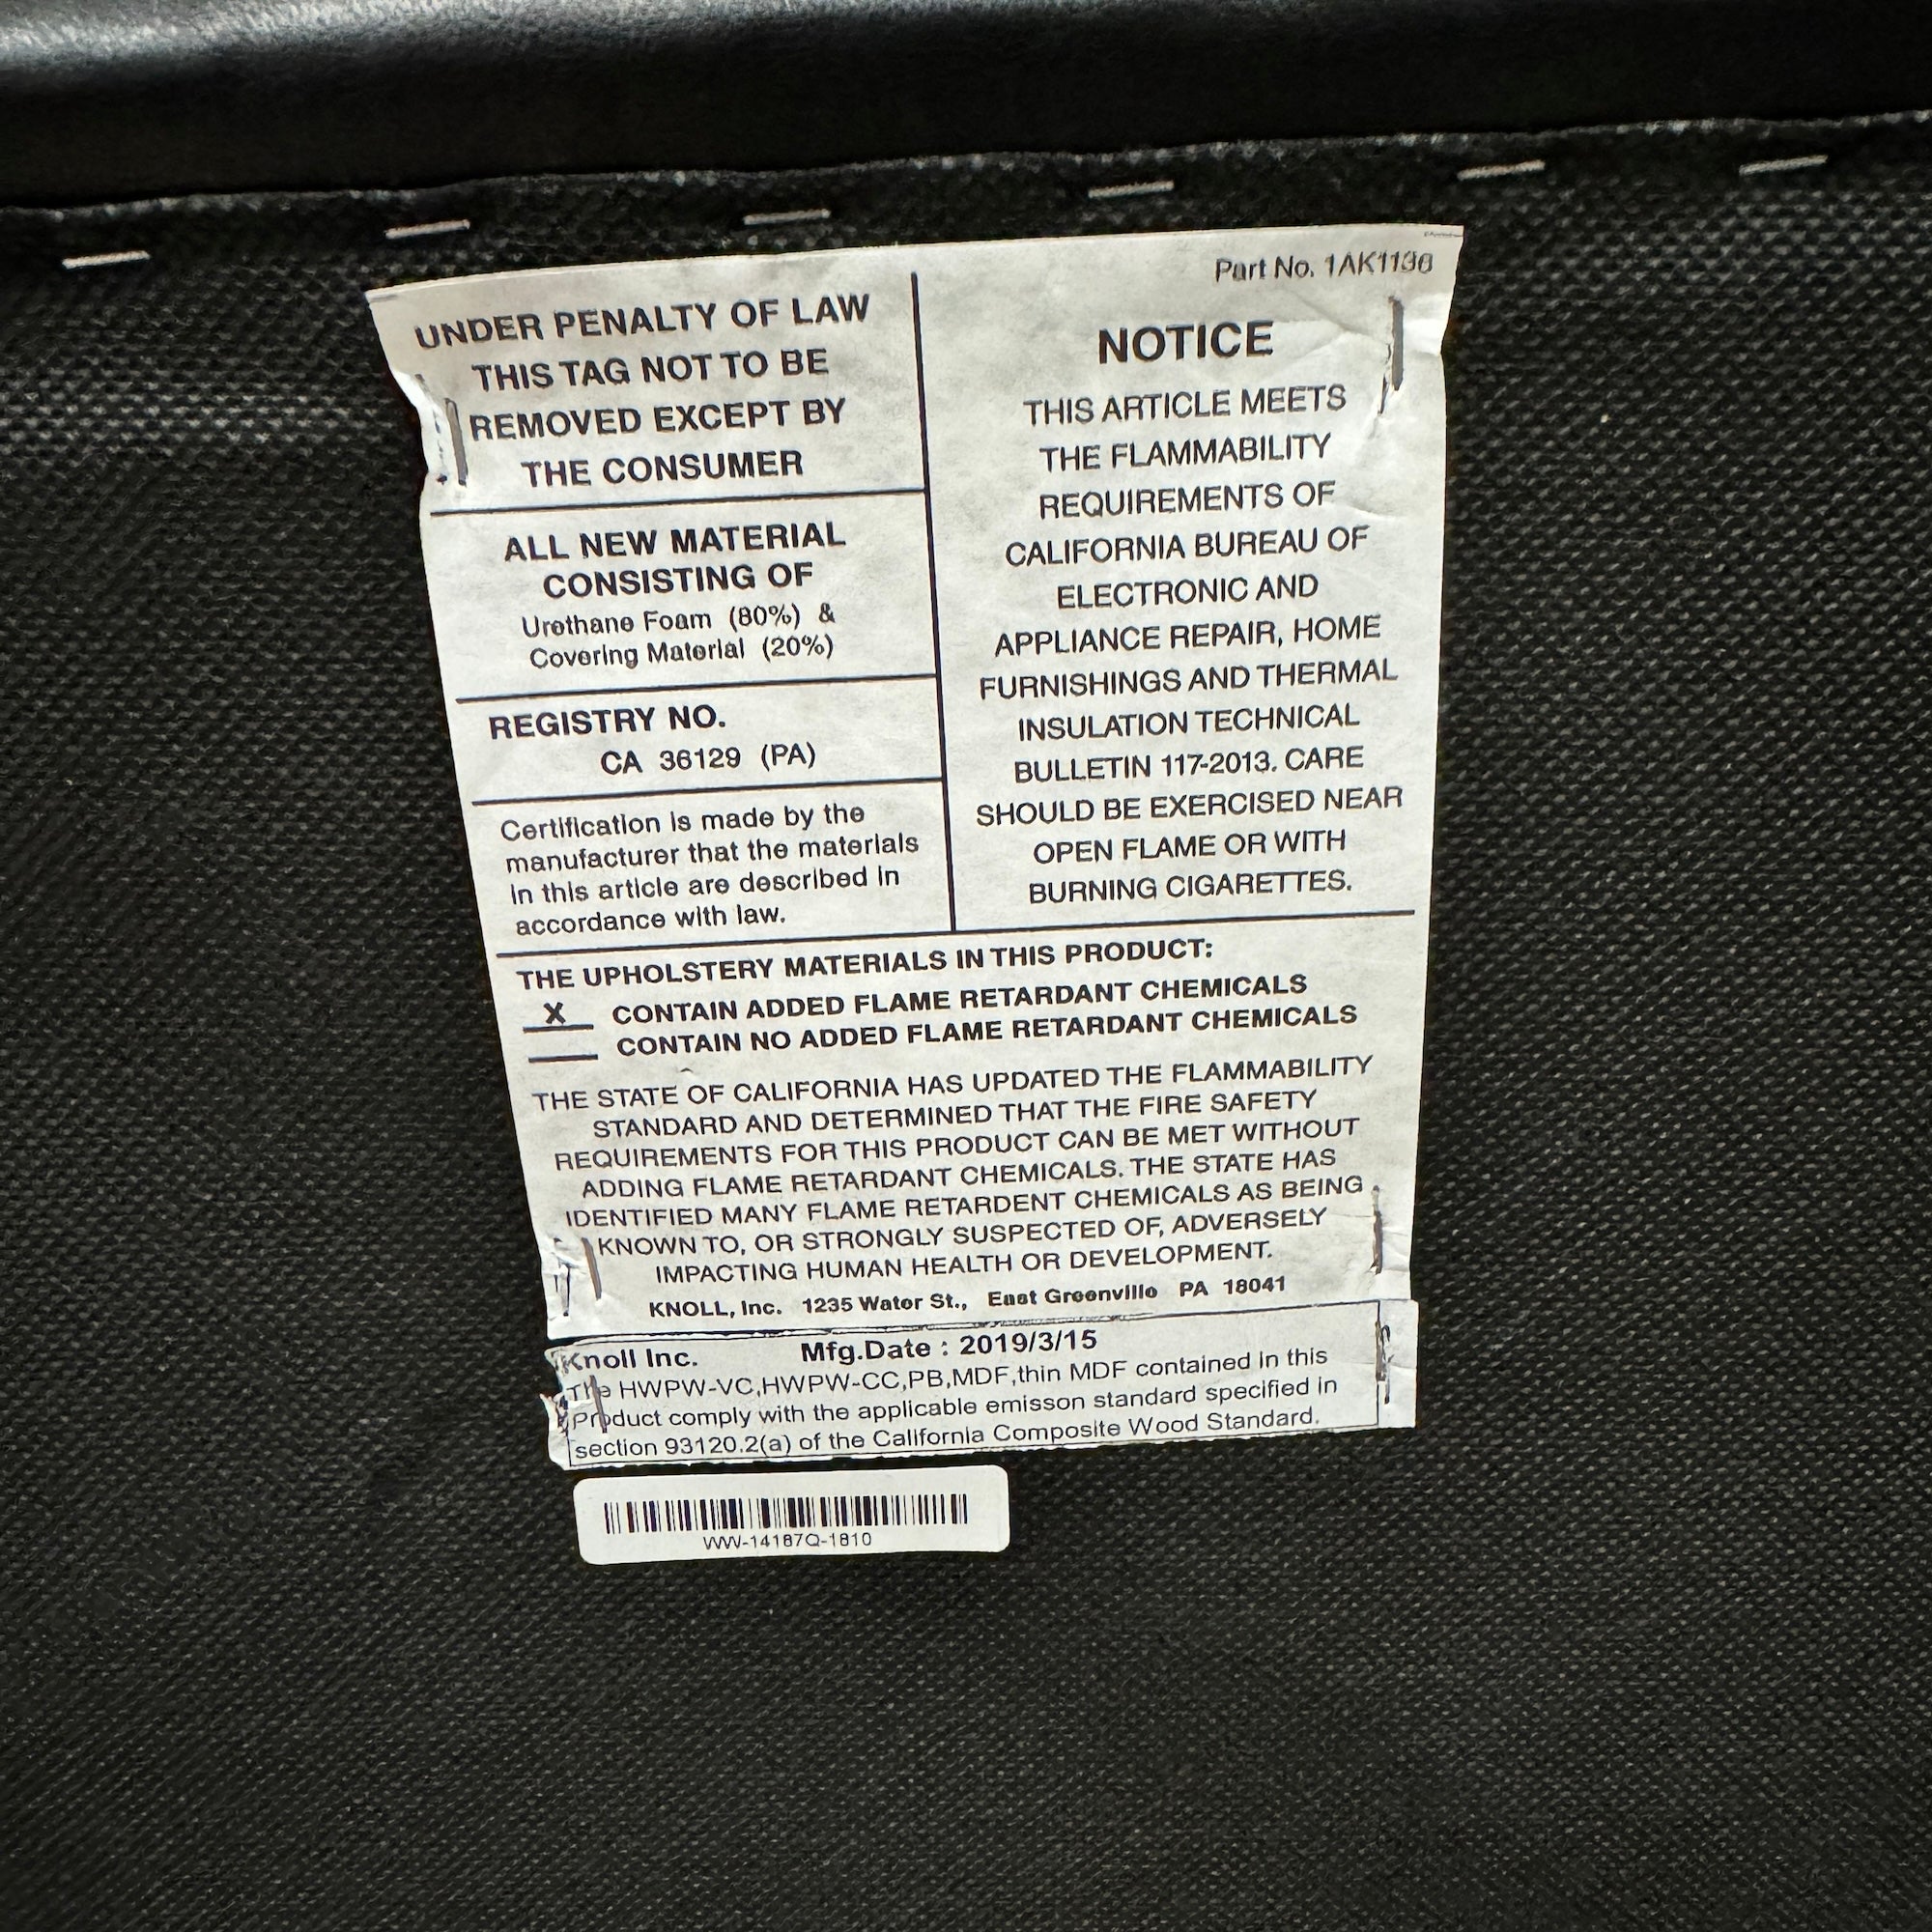 Part No. 1AK1136
UNDER PENALTY OF LAW
THIS TAG NOT TO BE
REMOVED EXCEPT BY
THE CONSUMER
ALL NEW MATERIAL
CONSISTING OF
Urethane Foam (80%) &
Covering Material (20%)
REGISTRY NO.
CA 36129 (PA)
Certification is made by the
manufacturer that the materials
in this article are described in
accordance with law.
NOTICE
THIS ARTICLE MEETS
THE FLAMMABILITY
REQUIREMENTS OF
CALIFORNIA BUREAU OF
ELECTRONIC AND
APPLIANCE REPAIR, HOME
FURNISHINGS AND THERMAL
INSULATION TECHNICAL
BULLETIN 117-2013. CARE
SHOULD BE EXERCISED NEAR
OPEN FLAME OR WITH
BURNING CIGARETTES.
THE UPHOLSTERY MATERIALS IN THIS PRODUCT:
X CONTAIN ADDED FLAME RETARDANT CHEMICALS
CONTAIN NO ADDED FLAME RETARDANT CHEMICALS
THE STATE OF CALIFORNIA HAS UPDATED THE FLAMMABILITY
STANDARD AND DETERMINED THAT THE FIRE SAFETY
REQUIREMENTS FOR THIS PRODUCT CAN BE MET WITHOUT
ADDING FLAME RETARDANT CHEMICALS. THE STATE HAS
IDENTIFIED MANY FLAME RETARDENT CHEMICALS AS BEING
KNOWN TO, OR STRONGLY SUSPECTED OF, ADVERSELY
IMPACTING HUMAN HEALTH OR DEVELOPMENT.
KNOLL, Inc. 1235 Water St., East Greenville PA 18041
Knoll Inc. Mfg.Date : 2019/3/15
The HWPW-VC,HWPW-CC,PB,MDF,thin MDF contained in this
Product comply with the applicable emisson standard specified in
section 93120.2(a) of the California Composite Wood Standard.
WW-14187Q-1810